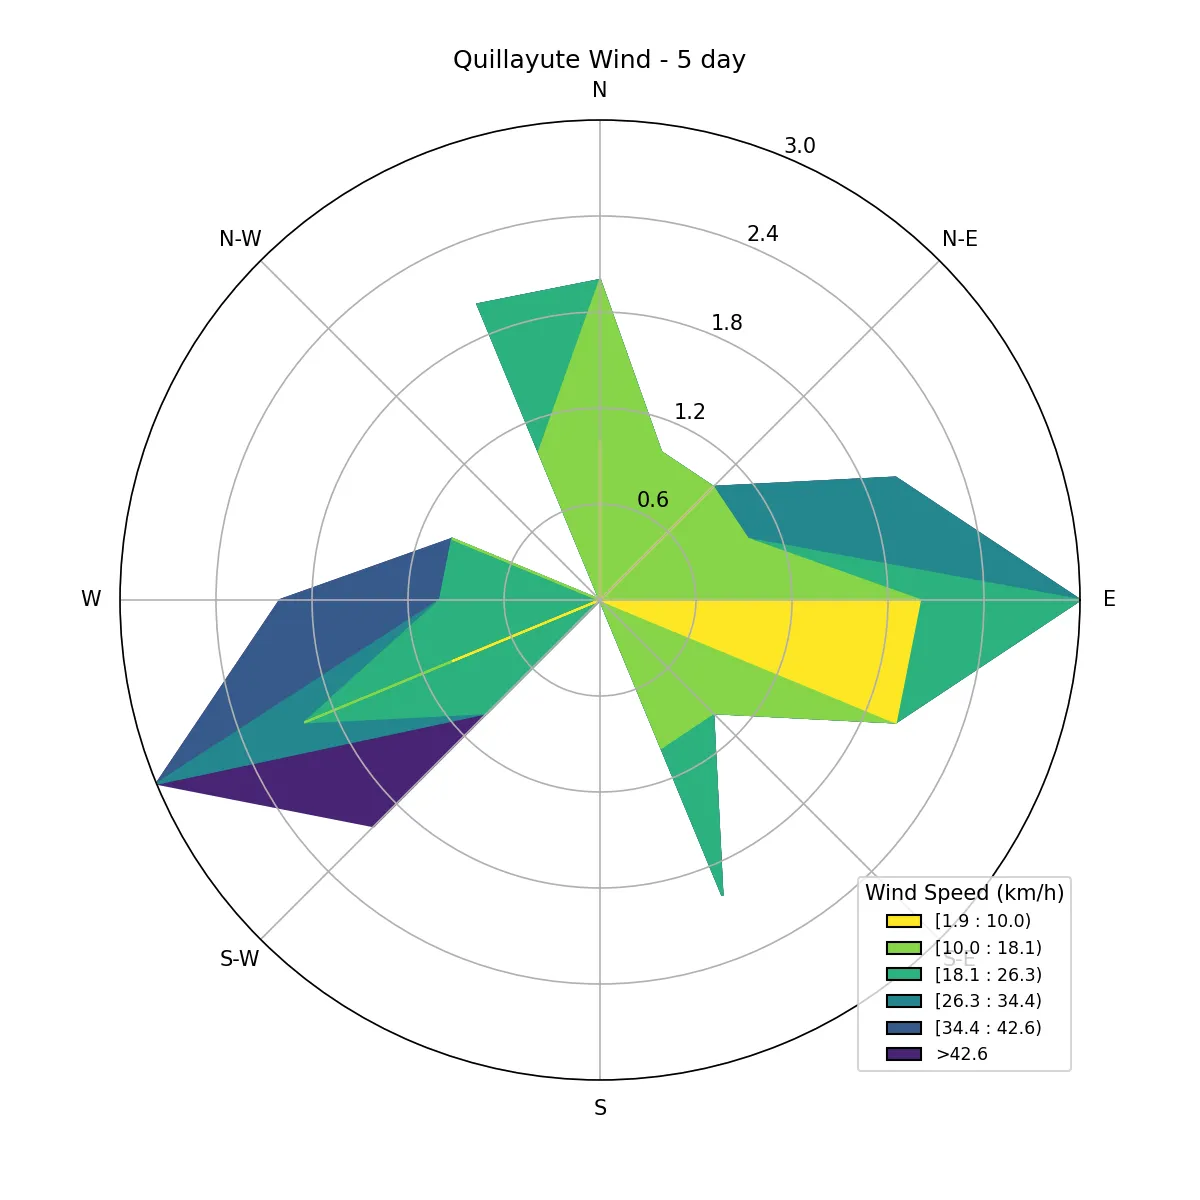 Quillayute Wind - 5 day
N
3.0
N-W
2.4
N-E
1.8
1.2
0.6
W
E
Wind Speed (km/h)
[1.9 : 10.0)
[10.0 : 18.1)
S-W
S-E
[18.1 : 26.3)
[26.3 : 34.4)
[34.4 : 42.6)
>42.6
S